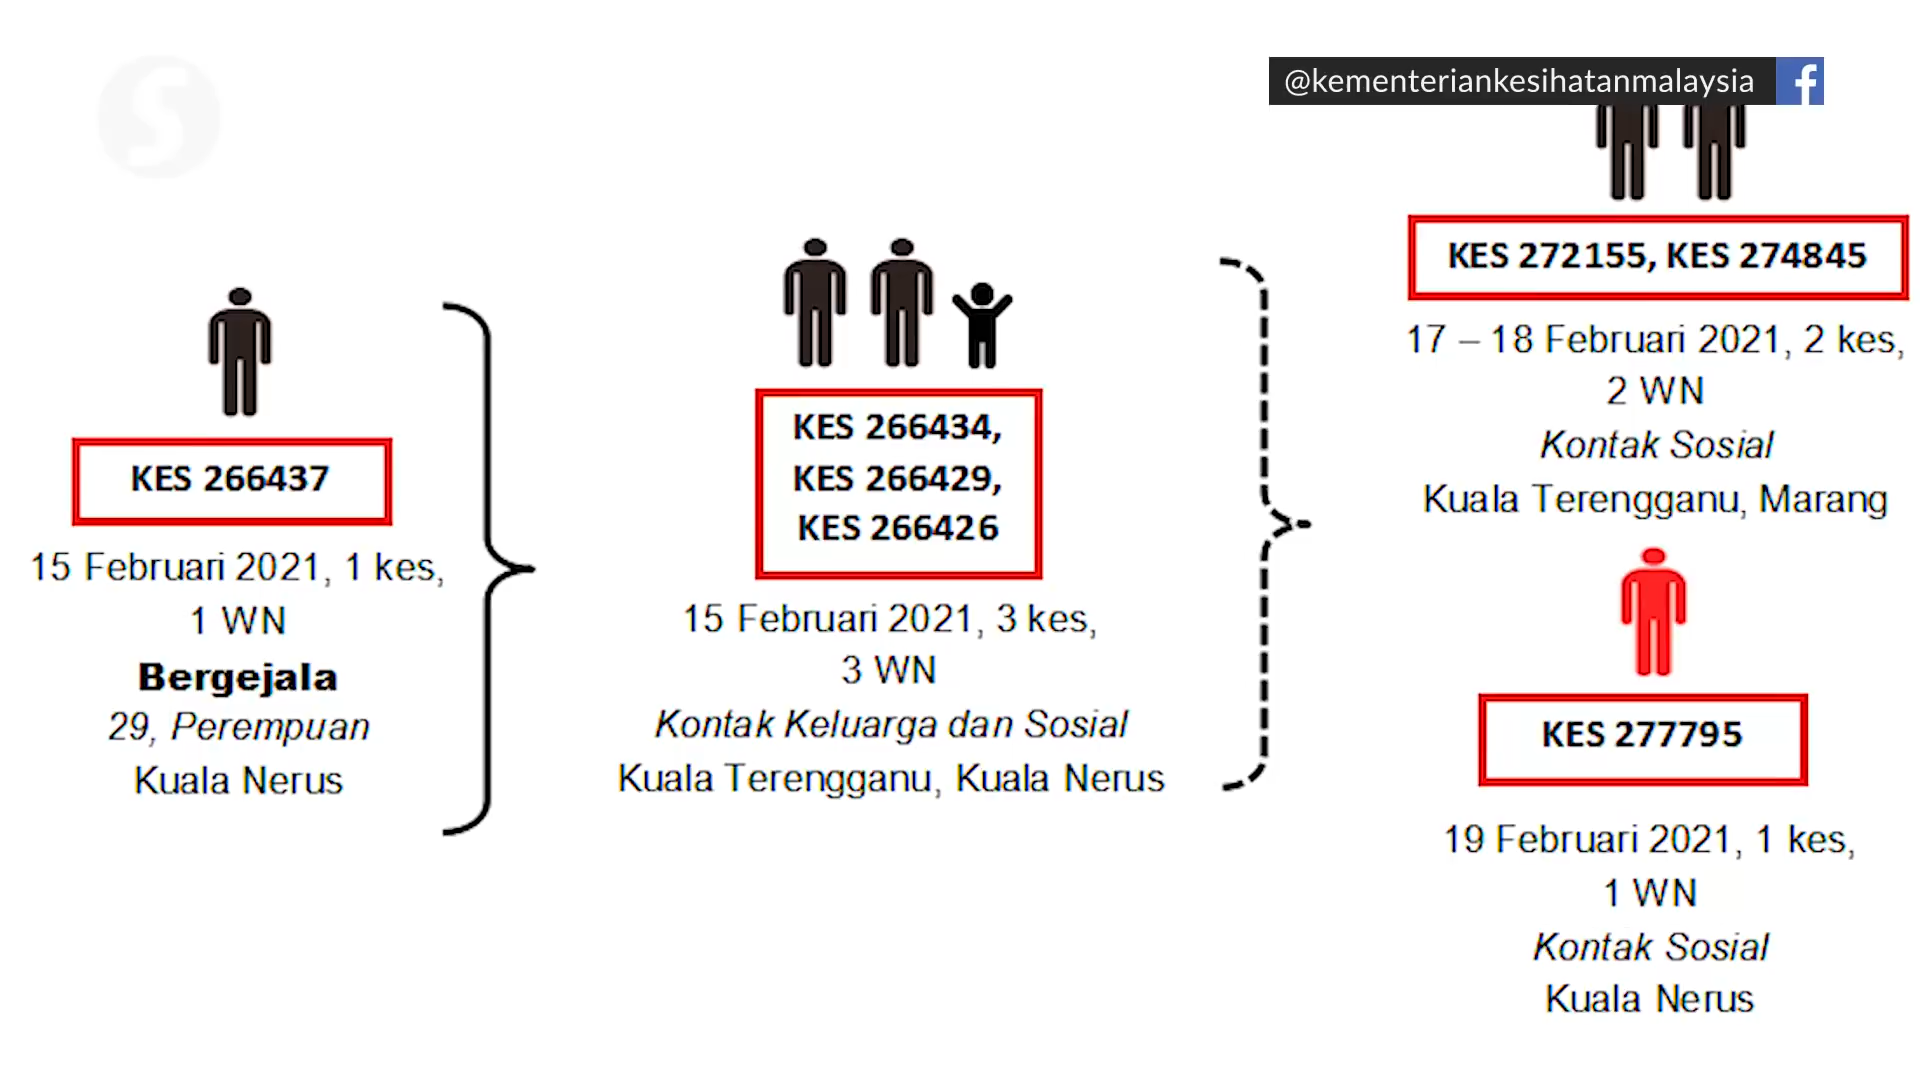 @kementeriankesihatanmalaysia
KES 266437
15 Februari 2021, 1 kes,
1 WN
Bergejala
29, Perempuan
Kuala Nerus
KES 266434,
KES 266429,
KES 266426
15 Februari 2021, 3 kes,
3 WN
Kontak Keluarga dan Sosial
Kuala Terengganu, Kuala Nerus
KES 272155, KES 274845
17 – 18 Februari 2021, 2 kes,
2 WN
Kontak Sosial
Kuala Terengganu, Marang
KES 277795
19 Februari 2021, 1 kes,
1 WN
Kontak Sosial
Kuala Nerus